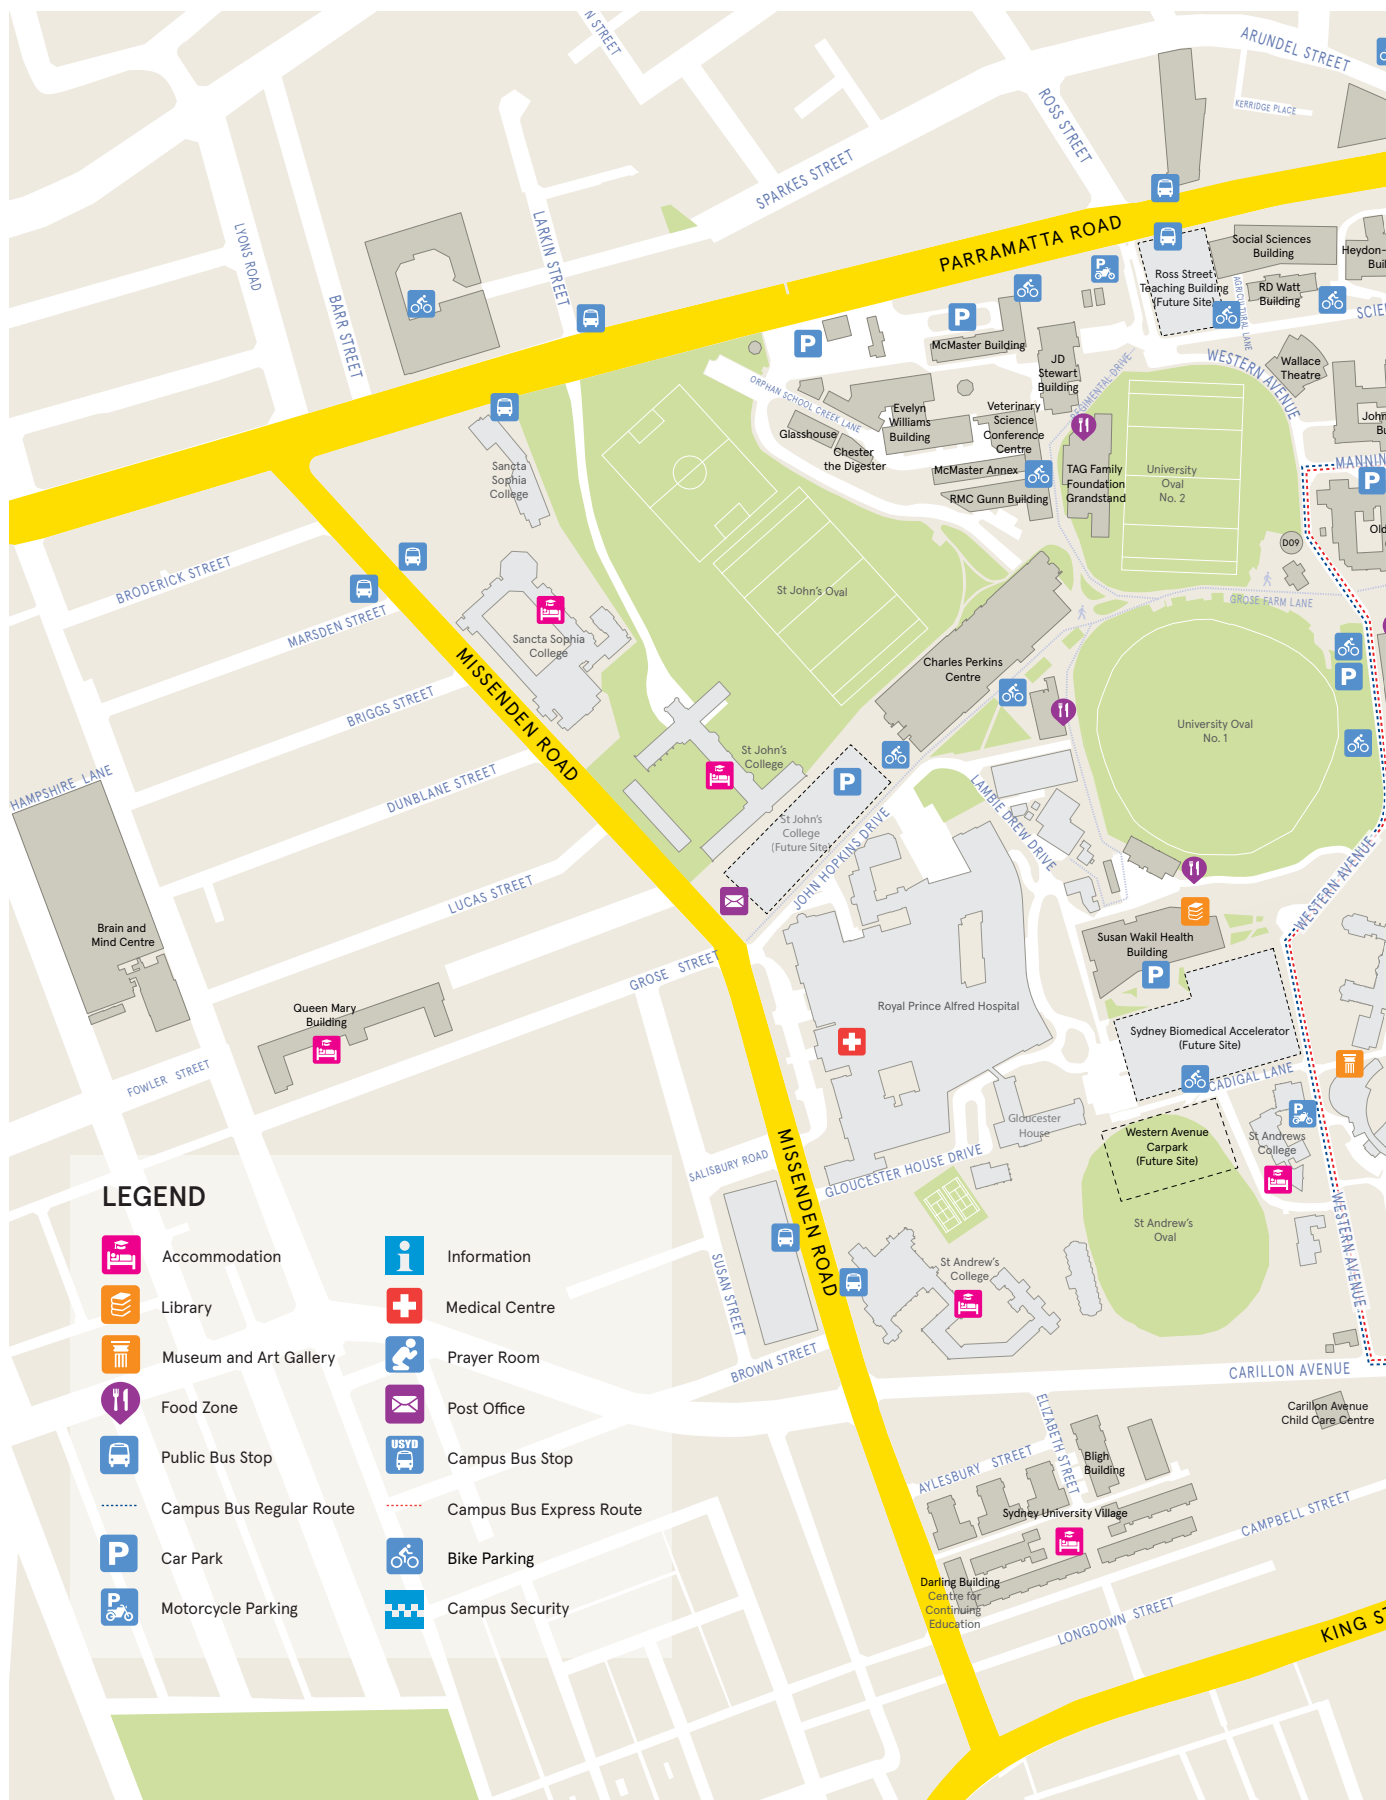 ARUNDEL STREET
KERRIDGE PLACE
ROSS STREET
SPARKES STREET
LARKIN STREET
LYONS ROAD
BARR STREET
PARRAMATTA ROAD
Social Sciences
Building
Ross Street
Teaching Building
(Future Site)
AGRICULTURAL LANE
RD Watt
Building
WESTERN AVENUE
Wallace
Theatre
McMaster Building
JD
Stewart
Building
REGIMENTAL DRIVE
ORPHAN SCHOOL CREEK LANE
Glasshouse
Chester
the Digester
Evelyn
Williams
Building
Veterinary
Science
Conference
Centre
McMaster Annex
RMC Gunn Building
TAG Family
Foundation
Grandstand
University
Oval
No. 2
D09
GROSE FARM LANE
Sancta
Sophia
College
BRODERICK STREET
MARSDEN STREET
BRIGGS STREET
DUNBLANE STREET
LUCAS STREET
GROSE STREET
HAMPSHIRE LANE
FOWLER STREET
MISSENDEN ROAD
Sancta Sophia
College
St John's Oval
Charles Perkins
Centre
University Oval
No. 1
St John's
College
St John's
College
(Future Site)
JOHN HOPKINS DRIVE
LAMBIE DREW DRIVE
WESTERN AVENUE
Brain and
Mind Centre
Queen Mary
Building
Susan Wakil Health
Building
Royal Prince Alfred Hospital
Sydney Biomedical Accelerator
(Future Site)
CADIGAL LANE
Gloucester
House
Western Avenue
Carpark
(Future Site)
St Andrews
College
St Andrew's
Oval
WESTERN AVENUE
SALISBURY ROAD
GLOUCESTER HOUSE DRIVE
MISSENDEN ROAD
SUSAN STREET
BROWN STREET
St Andrew's
College
CARILLON AVENUE
Carillon Avenue
Child Care Centre
ELIZABETH STREET
AYLESBURY STREET
Bligh
Building
Sydney University Village
CAMPBELL STREET
Darling Building
Centre for
Continuing
Education
LONGDOWN STREET
LEGEND
Accommodation
Library
Museum and Art Gallery
Food Zone
Public Bus Stop
Campus Bus Regular Route
P
Car Park
P
Motorcycle Parking
Information
Medical Centre
Prayer Room
Post Office
USYD
Campus Bus Stop
Campus Bus Express Route
Bike Parking
Campus Security